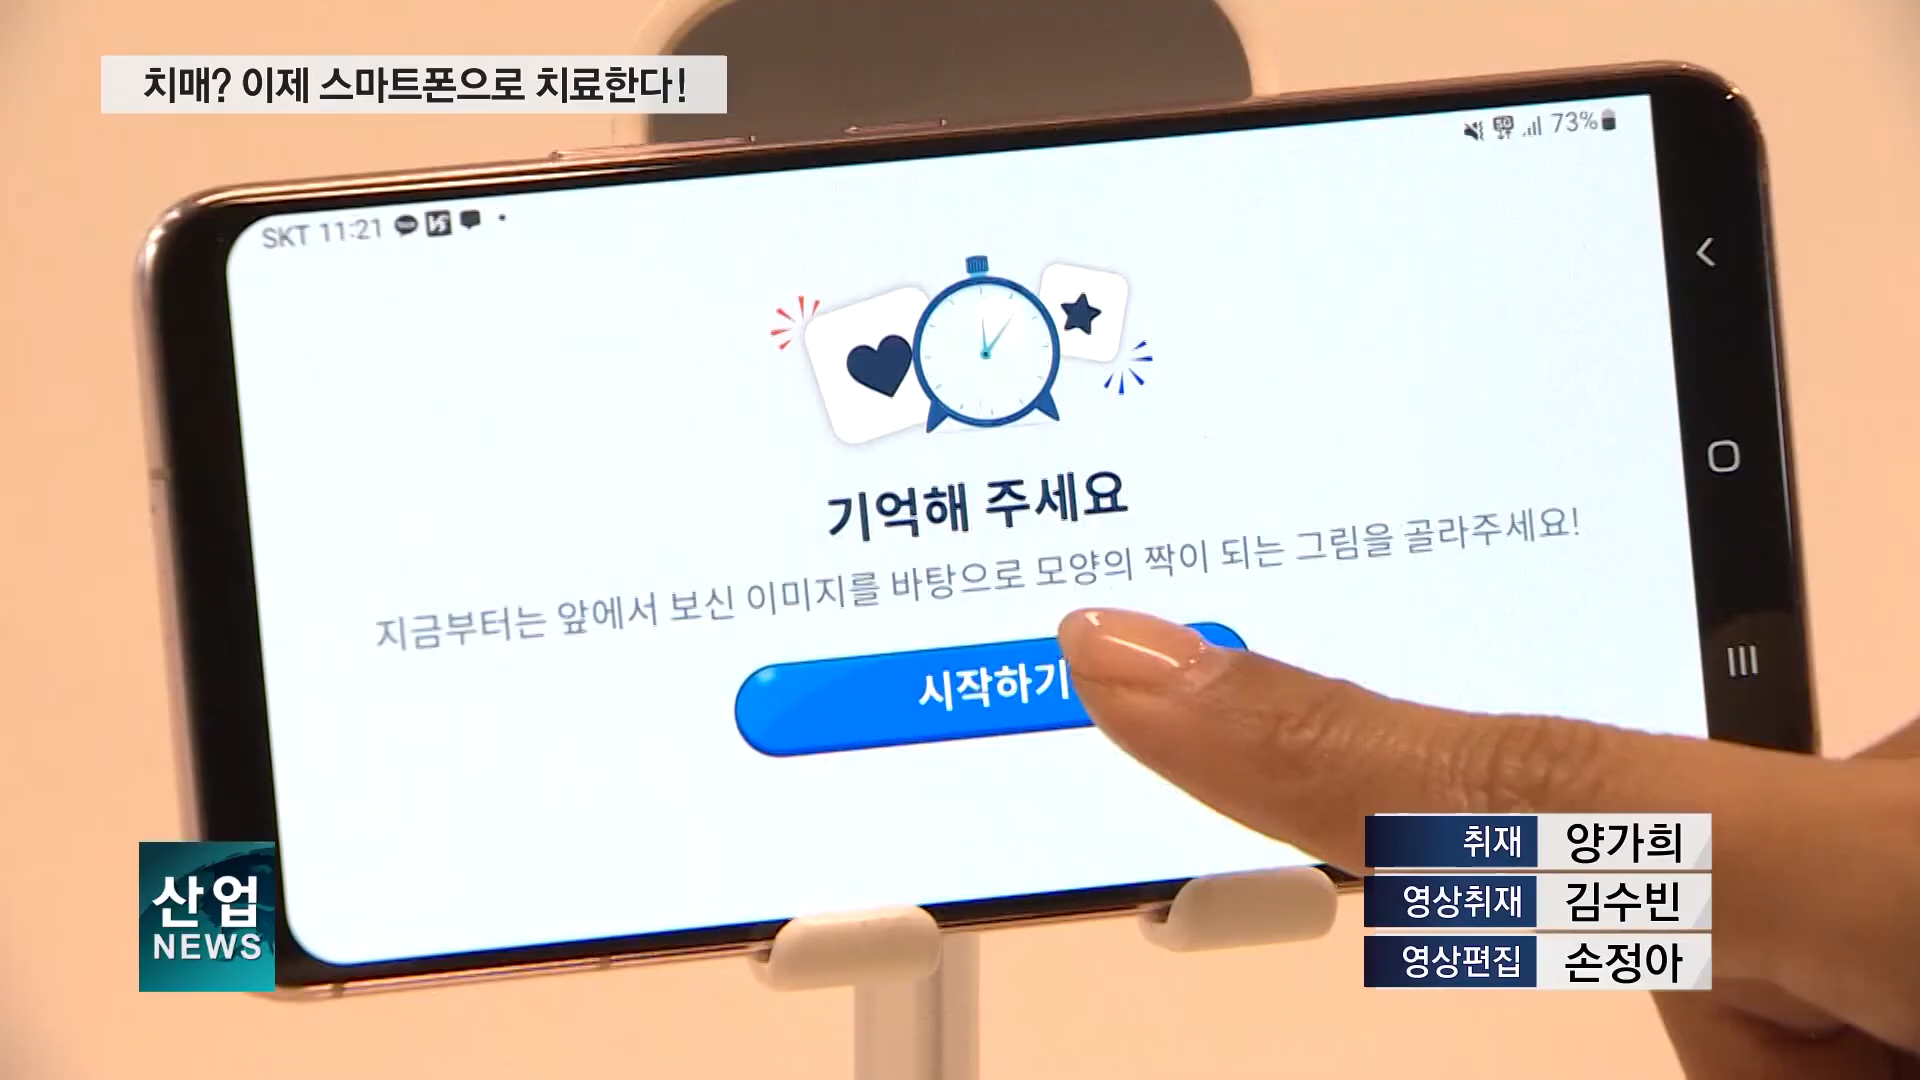 치매? 이제 스마트폰으로 치료한다!
SKT 11:21
73%
기억해 주세요
지금부터는 앞에서 보신 이미지를 바탕으로 모양의 짝이 되는 그림을 골라주세요!
시작하기
취재 양가희
영상취재 김수빈
영상편집 손정아
산업
NEWS